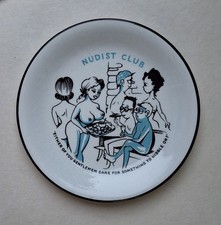 NUDIST CLUB
"EITHER OF YOU GENTLEMEN CARE FOR SOMETHING TO NIBBLE ON?"